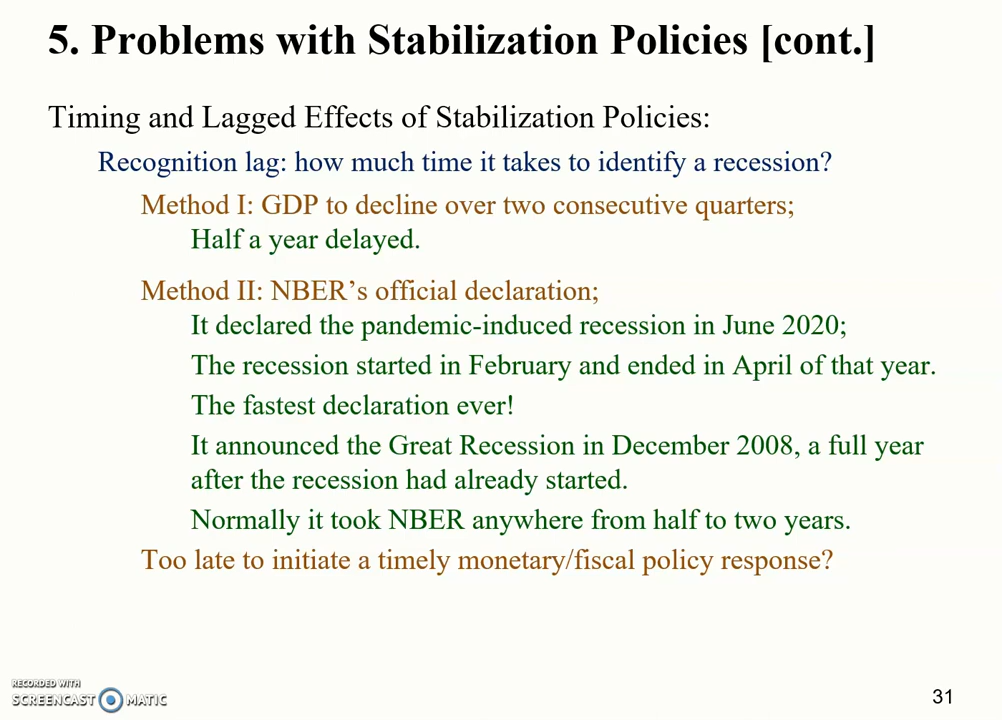 5. Problems with Stabilization Policies [cont.]
Timing and Lagged Effects of Stabilization Policies:
Recognition lag: how much time it takes to identify a recession?
Method I: GDP to decline over two consecutive quarters;
Half a year delayed.
Method II: NBER’s official declaration;
It declared the pandemic-induced recession in June 2020;
The recession started in February and ended in April of that year.
The fastest declaration ever!
It announced the Great Recession in December 2008, a full year
after the recession had already started.
Normally it took NBER anywhere from half to two years.
Too late to initiate a timely monetary/fiscal policy response?
RECORDED WITH
SCREENCAST MATIC
31